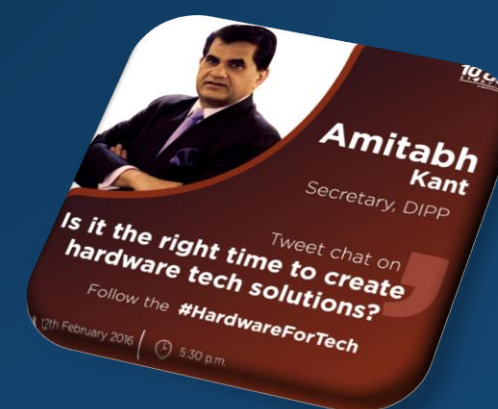 Amitabh
Kant
Secretary, DIPP
Tweet chat on
Is it the right time to create
hardware tech solutions?
Follow the #HardwareForTech
12th February 2016
5:30 p.m.